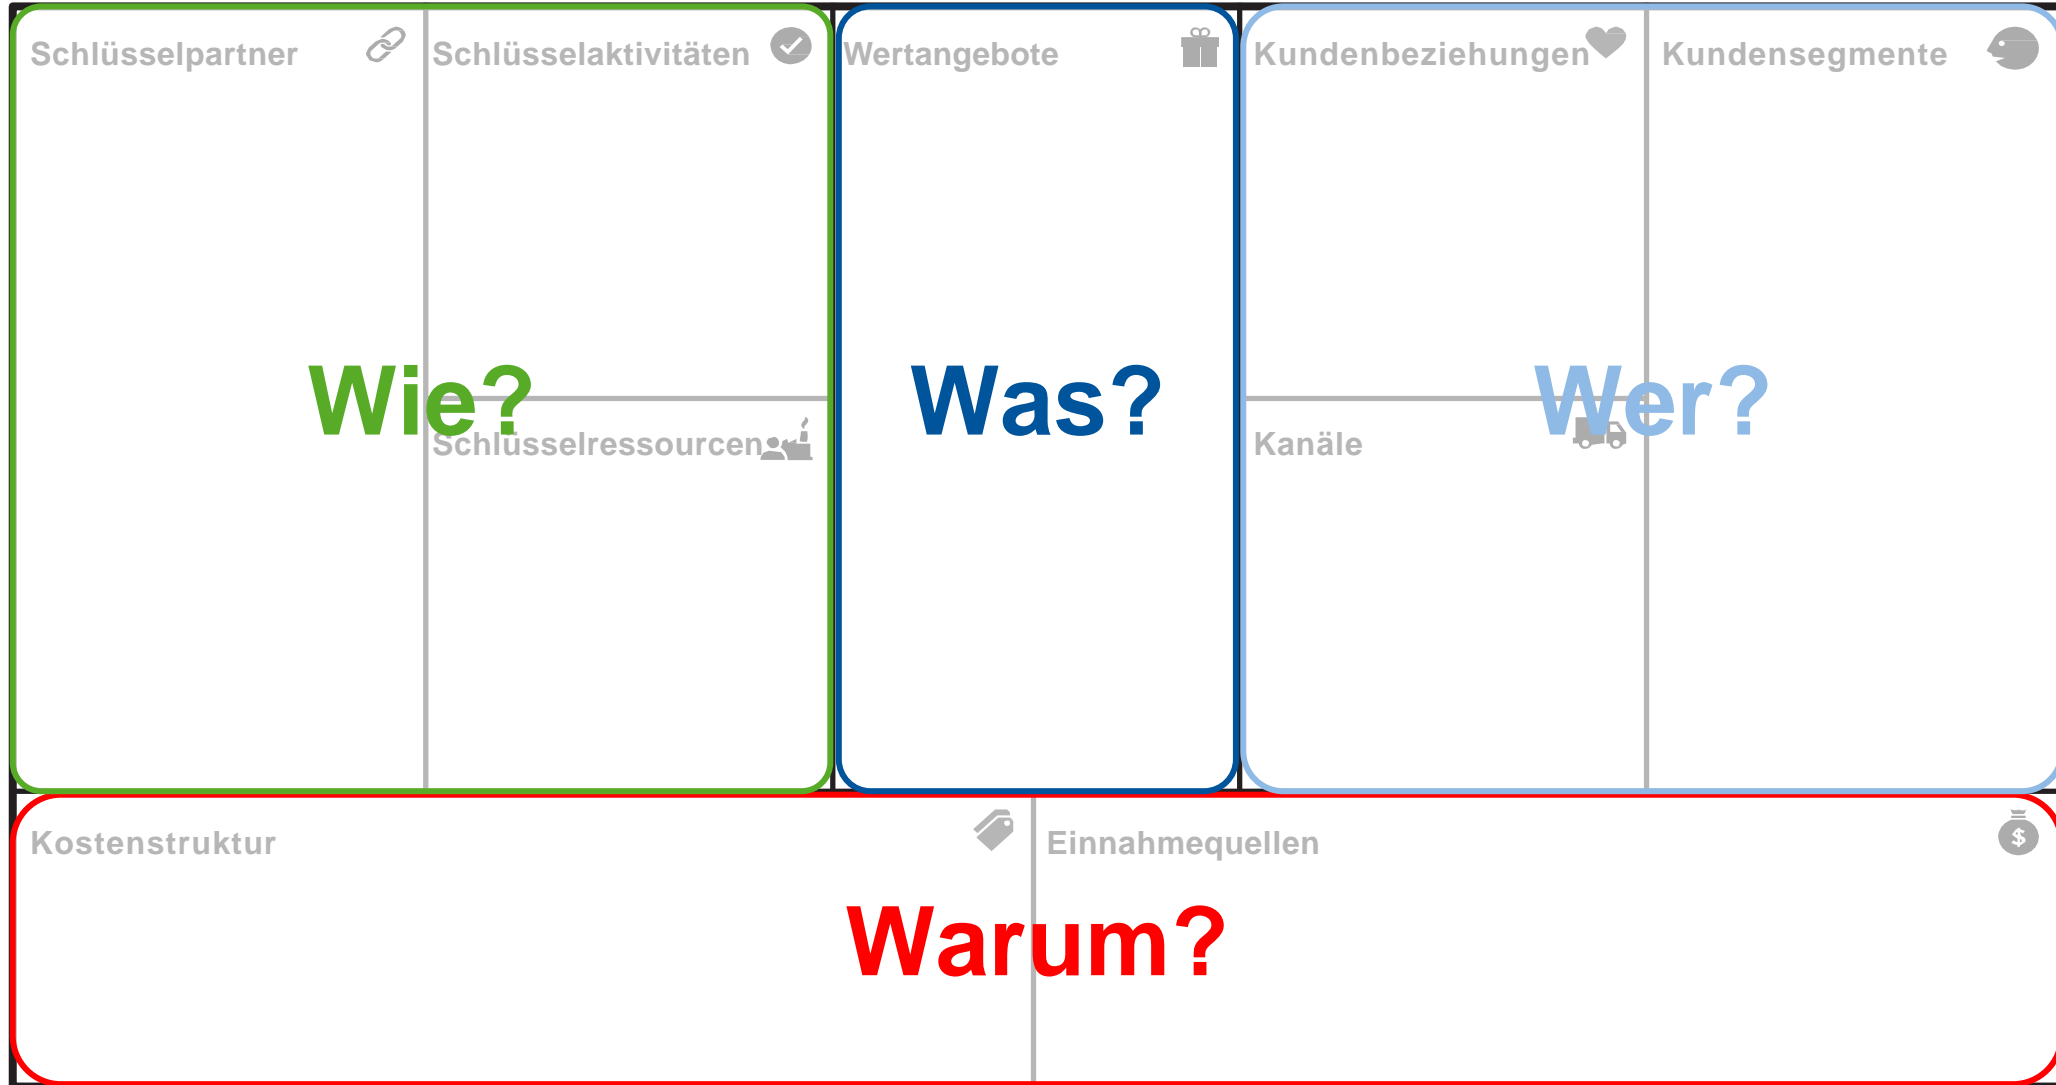 Schlüsselpartner
Schlüsselaktivitäten
Wertangebote
Kundenbeziehungen
Kundensegmente
Wie?
Was?
Wer?
Schlüsselressourcen
Kanäle
Kostenstruktur
Einnahmequellen
$
Warum?